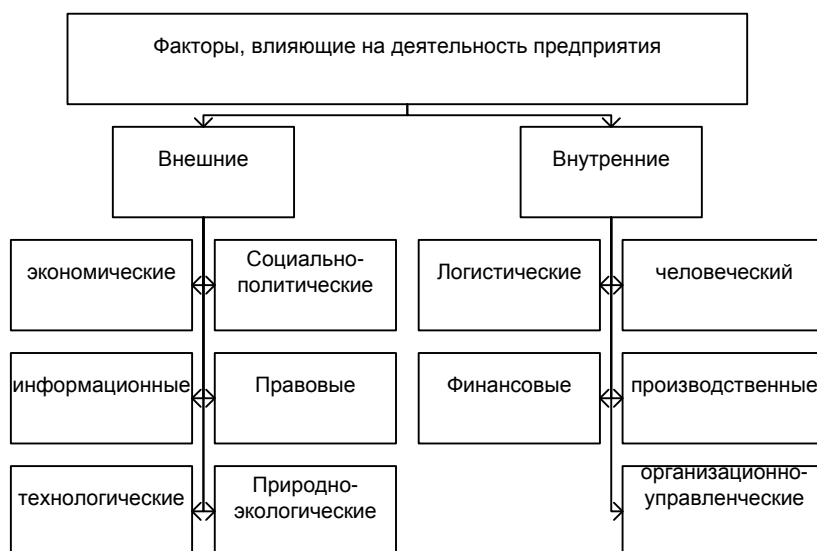 Факторы, влияющие на деятельность предприятия
Внешние
Внутренние
экономические
Социально-
политические
Логистические
человеческий
информационные
Правовые
Финансовые
производственные
технологические
Природно-
экологические
организационно-
управленческие